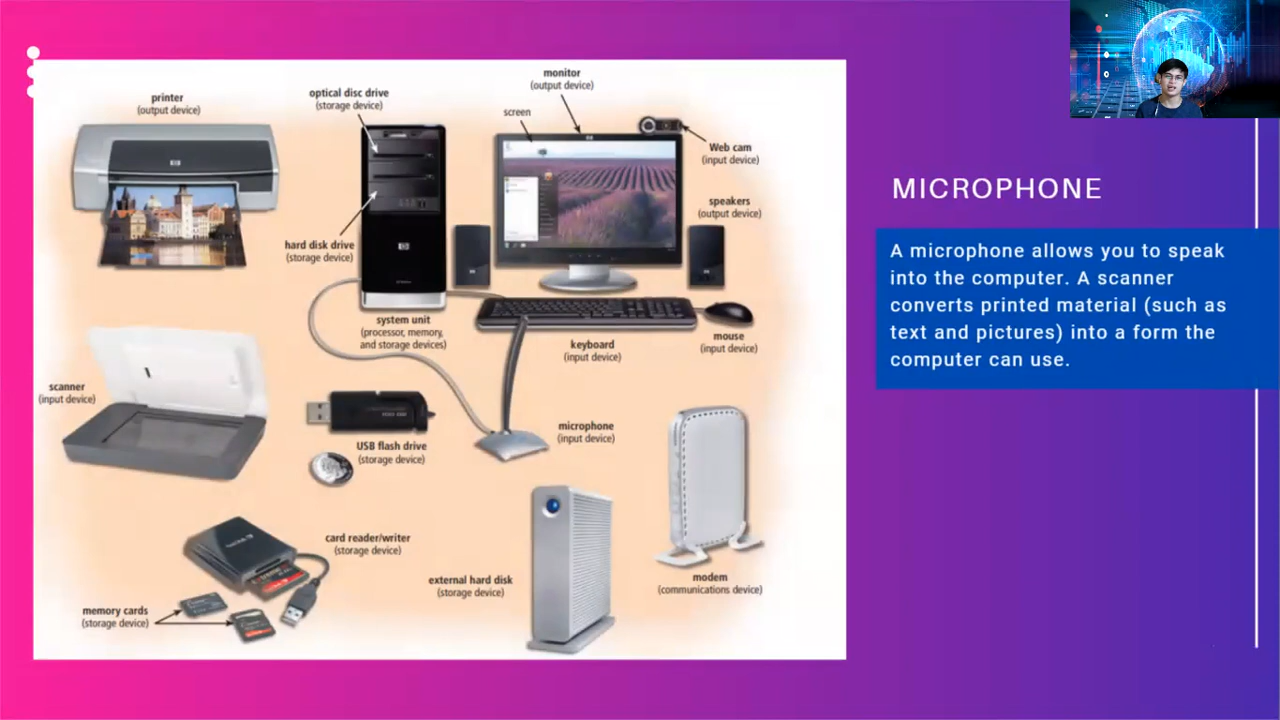 monitor
(output device)
optical disc drive
(storage device)
printer
(output device)
screen
Web cam
(input device)
speakers
(output device)
hard disk drive
(storage device)
system unit
(processor, memory,
and storage devices)
keyboard
(input device)
mouse
(input device)
scanner
(input device)
USB flash drive
(storage device)
microphone
(input device)
card reader/writer
(storage device)
external hard disk
(storage device)
modem
(communications device)
memory cards
(storage device)
MICROPHONE
A microphone allows you to speak
into the computer. A scanner
converts printed material (such as
text and pictures) into a form the
computer can use.